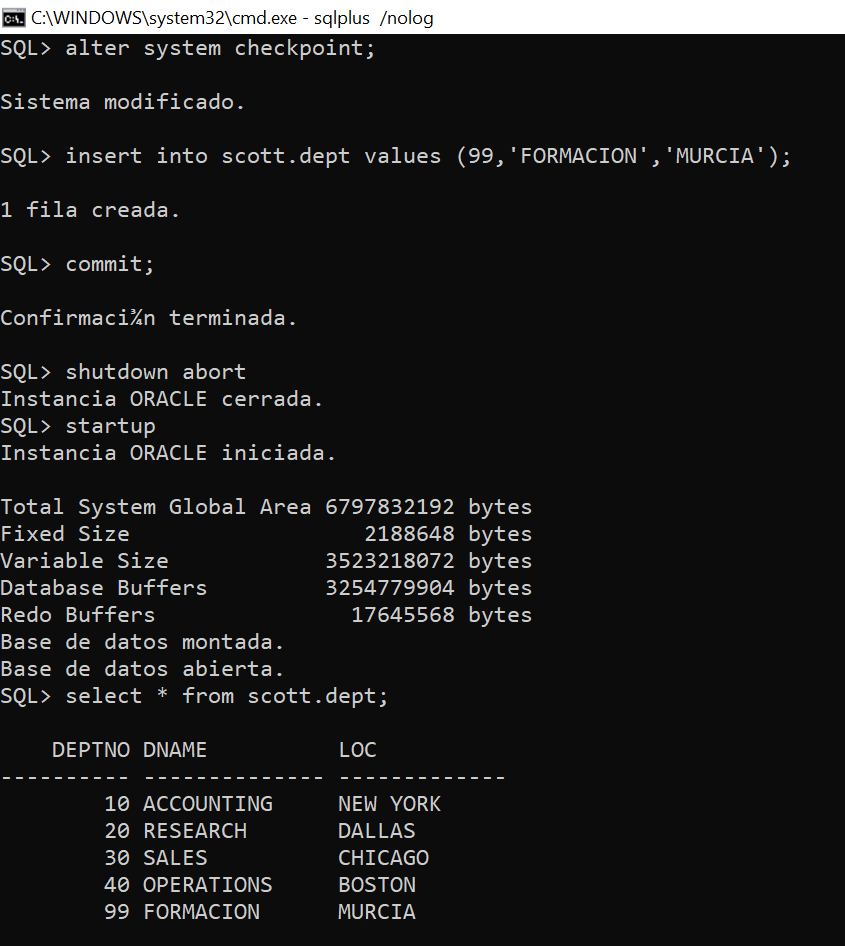 C:\WINDOWS\system32\cmd.exe - sqlplus  /nolog
SQL> alter system checkpoint;
Sistema modificado.
SQL> insert into scott.dept values (99,'FORMACION','MURCIA');
1 fila creada.
SQL> commit;
Confirmaci¾n terminada.
SQL> shutdown abort
Instancia ORACLE cerrada.
SQL> startup
Instancia ORACLE iniciada.
Total System Global Area 6797832192 bytes
Fixed Size                  2188648 bytes
Variable Size            3523218072 bytes
Database Buffers         3254779904 bytes
Redo Buffers               17645568 bytes
Base de datos montada.
Base de datos abierta.
SQL> select * from scott.dept;
    DEPTNO DNAME          LOC
---------- -------------- -------------
        10 ACCOUNTING     NEW YORK
        20 RESEARCH       DALLAS
        30 SALES          CHICAGO
        40 OPERATIONS     BOSTON
        99 FORMACION      MURCIA